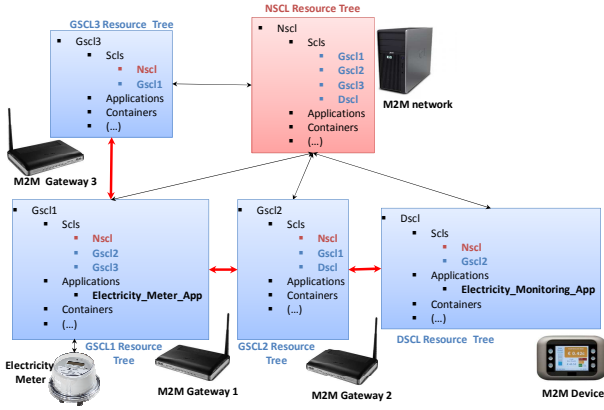 GSCL3 Resource Tree
Gscl3
Scls
Nscl
Gscl1
Applications
Containers
(...)
M2M Gateway 3
NSCL Resource Tree
Nscl
Scls
Gscl1
Gscl2
Gscl3
Dscl
Applications
Containers
(...)
M2M network
Gscl1
Scls
Nscl
Gscl2
Gscl3
Applications
Electricity_Meter_App
Containers
(...)
GSCL1 Resource
Tree
Electricity
Meter
M2M Gateway 1
Gscl2
Scls
Nscl
Gscl1
Dscl
Applications
Containers
(...)
GSCL2 Resource
Tree
M2M Gateway 2
Dscl
Scls
Nscl
Gscl2
Applications
Electricity_Monitoring_App
Containers
(...)
DSCL Resource Tree
M2M Device